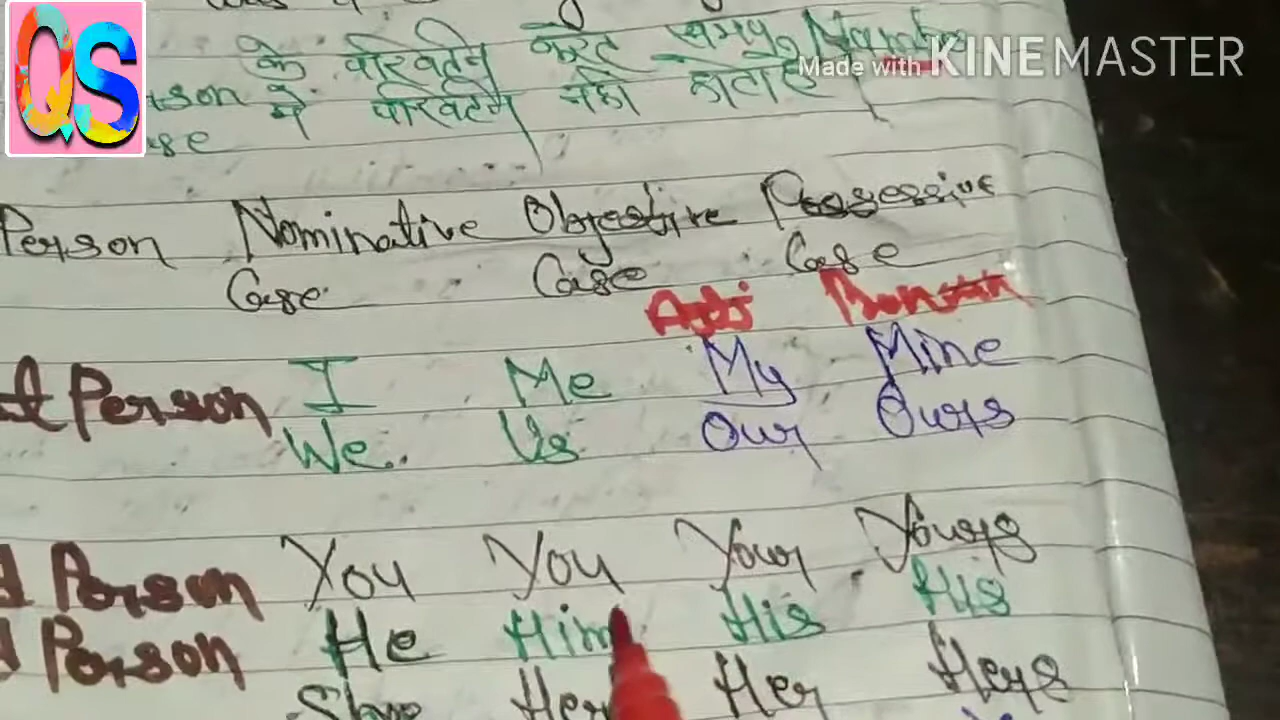 QS
Made with KINEMASTER
के परिवर्तन करते समय, Number
में परिवर्तन नहीं होता है।
Person Nominative Objective Possessive
Case Case Case
Adj Pronoun
Person I Me My Mine
We Us Our Ours
Person You You Your Yours
Person He Him His His
She Her Her Hers